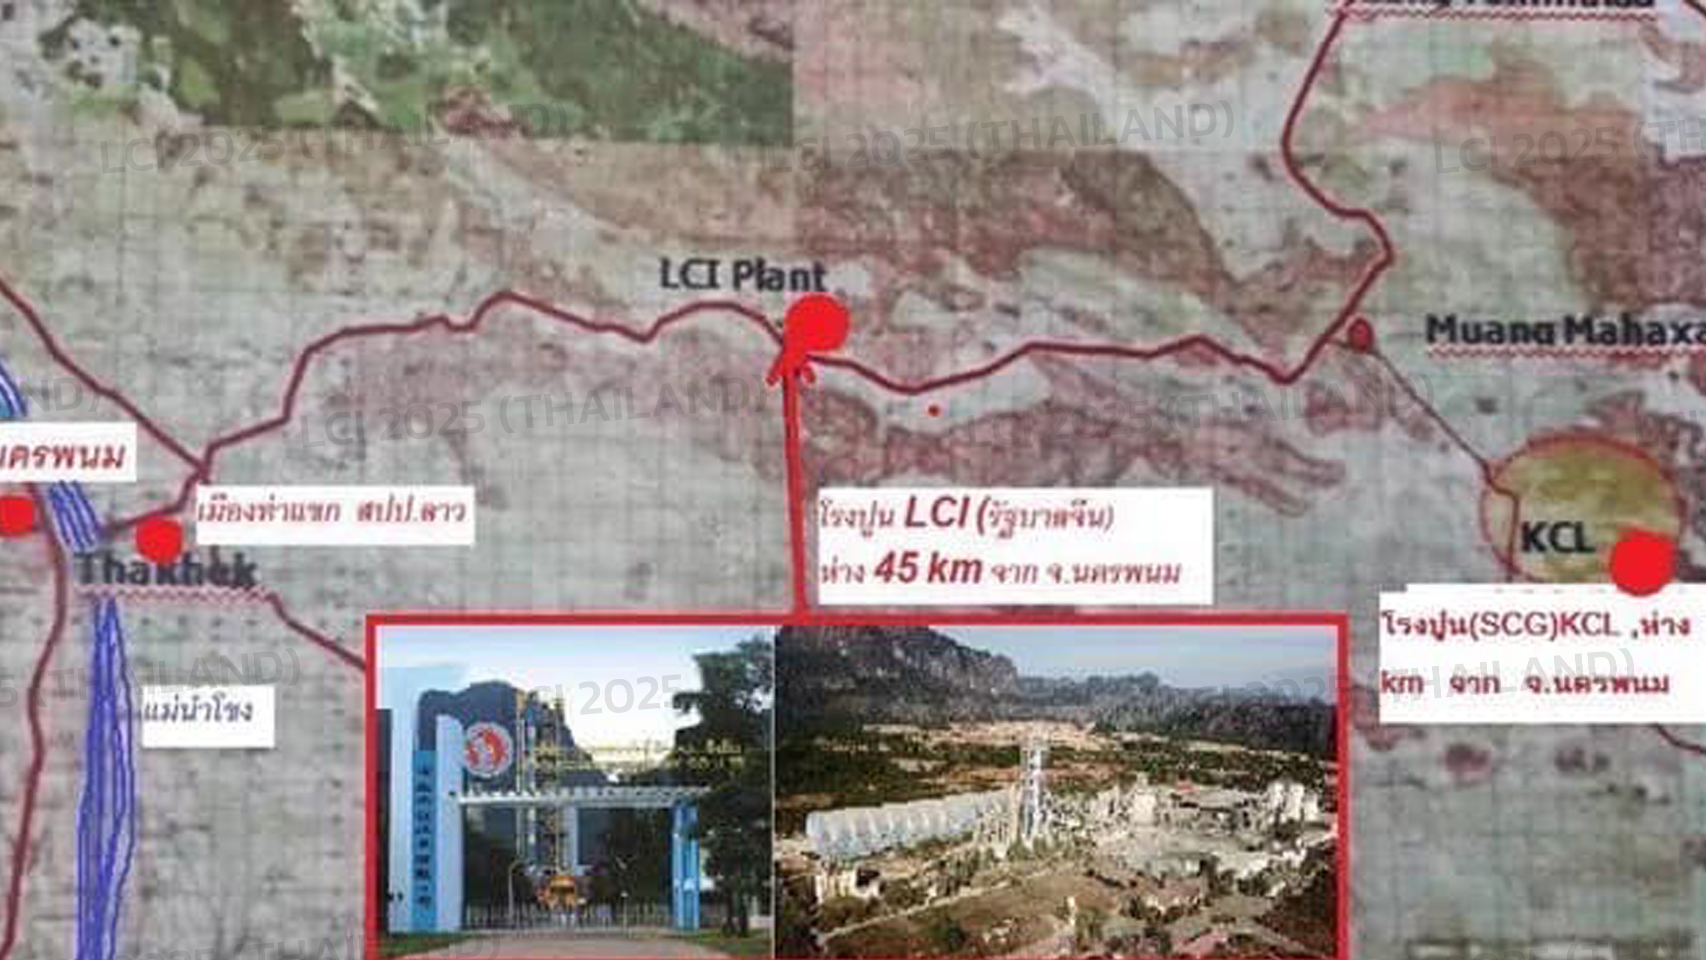 LCI 2025 (THAILAND)
LCI Plant
Muang Mahaxa
นครพนม
เมืองท่าแขก สปป.ลาว
Thakhek
โรงปูน LCI (รัฐบาลจีน)
ห่าง 45 km จาก จ.นครพนม
KCL
โรงปูน(SCG)KCL ,ห่าง
km จาก จ.นครพนม
แม่น้ำโขง